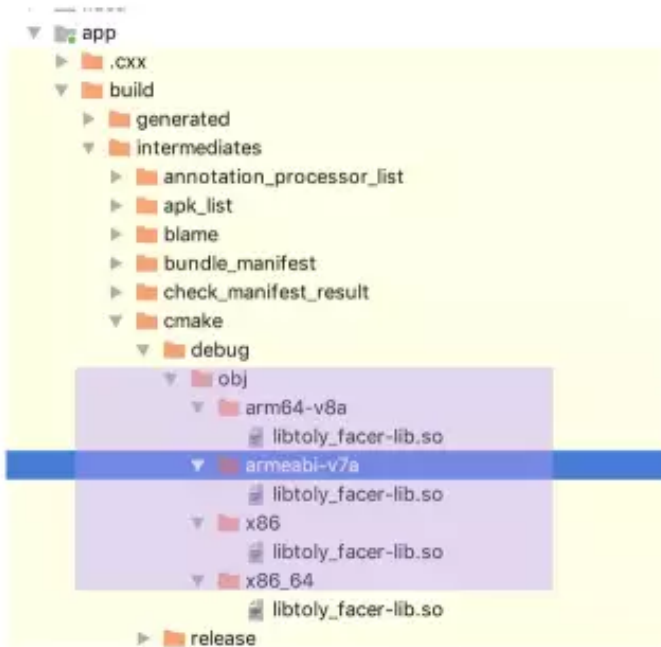 app
.cxx
build
generated
intermediates
annotation_processor_list
apk_list
blame
bundle_manifest
check_manifest_result
cmake
debug
obj
arm64-v8a
libtoly_facer-lib.so
armeabi-v7a
libtoly_facer-lib.so
x86
libtoly_facer-lib.so
x86_64
libtoly_facer-lib.so
release